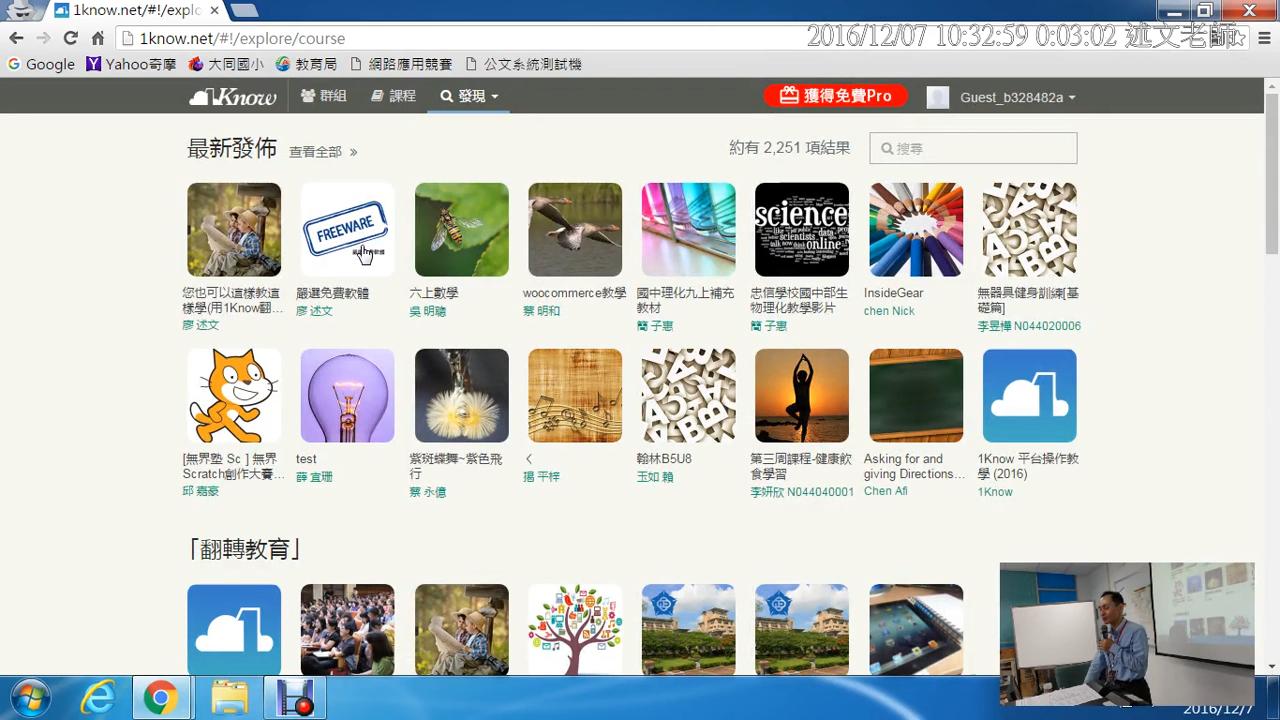 1know.net/#!/explo
1know.net/#!/explore/course
2016/12/07 10:32:59 0:03:02 述文老師
Google
Yahoo奇摩
大同國小
教育局
網路應用競賽
公文系統測試機
1Know
群組
課程
發現
獲得免費Pro
Guest_b328482a
最新發佈
查看全部 »
約有 2,251 項結果
搜尋
FREEWARE
science
data
scientists
online
您也可以這樣教這樣學(用1Know翻...
廖 述文
嚴選免費軟體
廖 述文
六上數學
吳 明璁
woocommerce教學
蔡 明和
國中理化九上補充教材
簡 子惠
忠信學校國中部生物理化教學影片
簡 子惠
InsideGear
chen Nick
無器具健身訓練[基礎篇]
李昱樺 N044020006
[無界塾 Sc ] 無界Scratch創作大賽...
邱 嘉豪
test
薛 宜珊
紫斑蝶舞~紫色飛行
蔡 永億
く
揚 平梓
翰林B5U8
玉如 賴
第三周課程-健康飲食學習
李妍欣 N044040001
Asking for and giving Directions...
Chen Afi
1Know 平台操作教學 (2016)
1Know
「翻轉教育」
2016/12/7